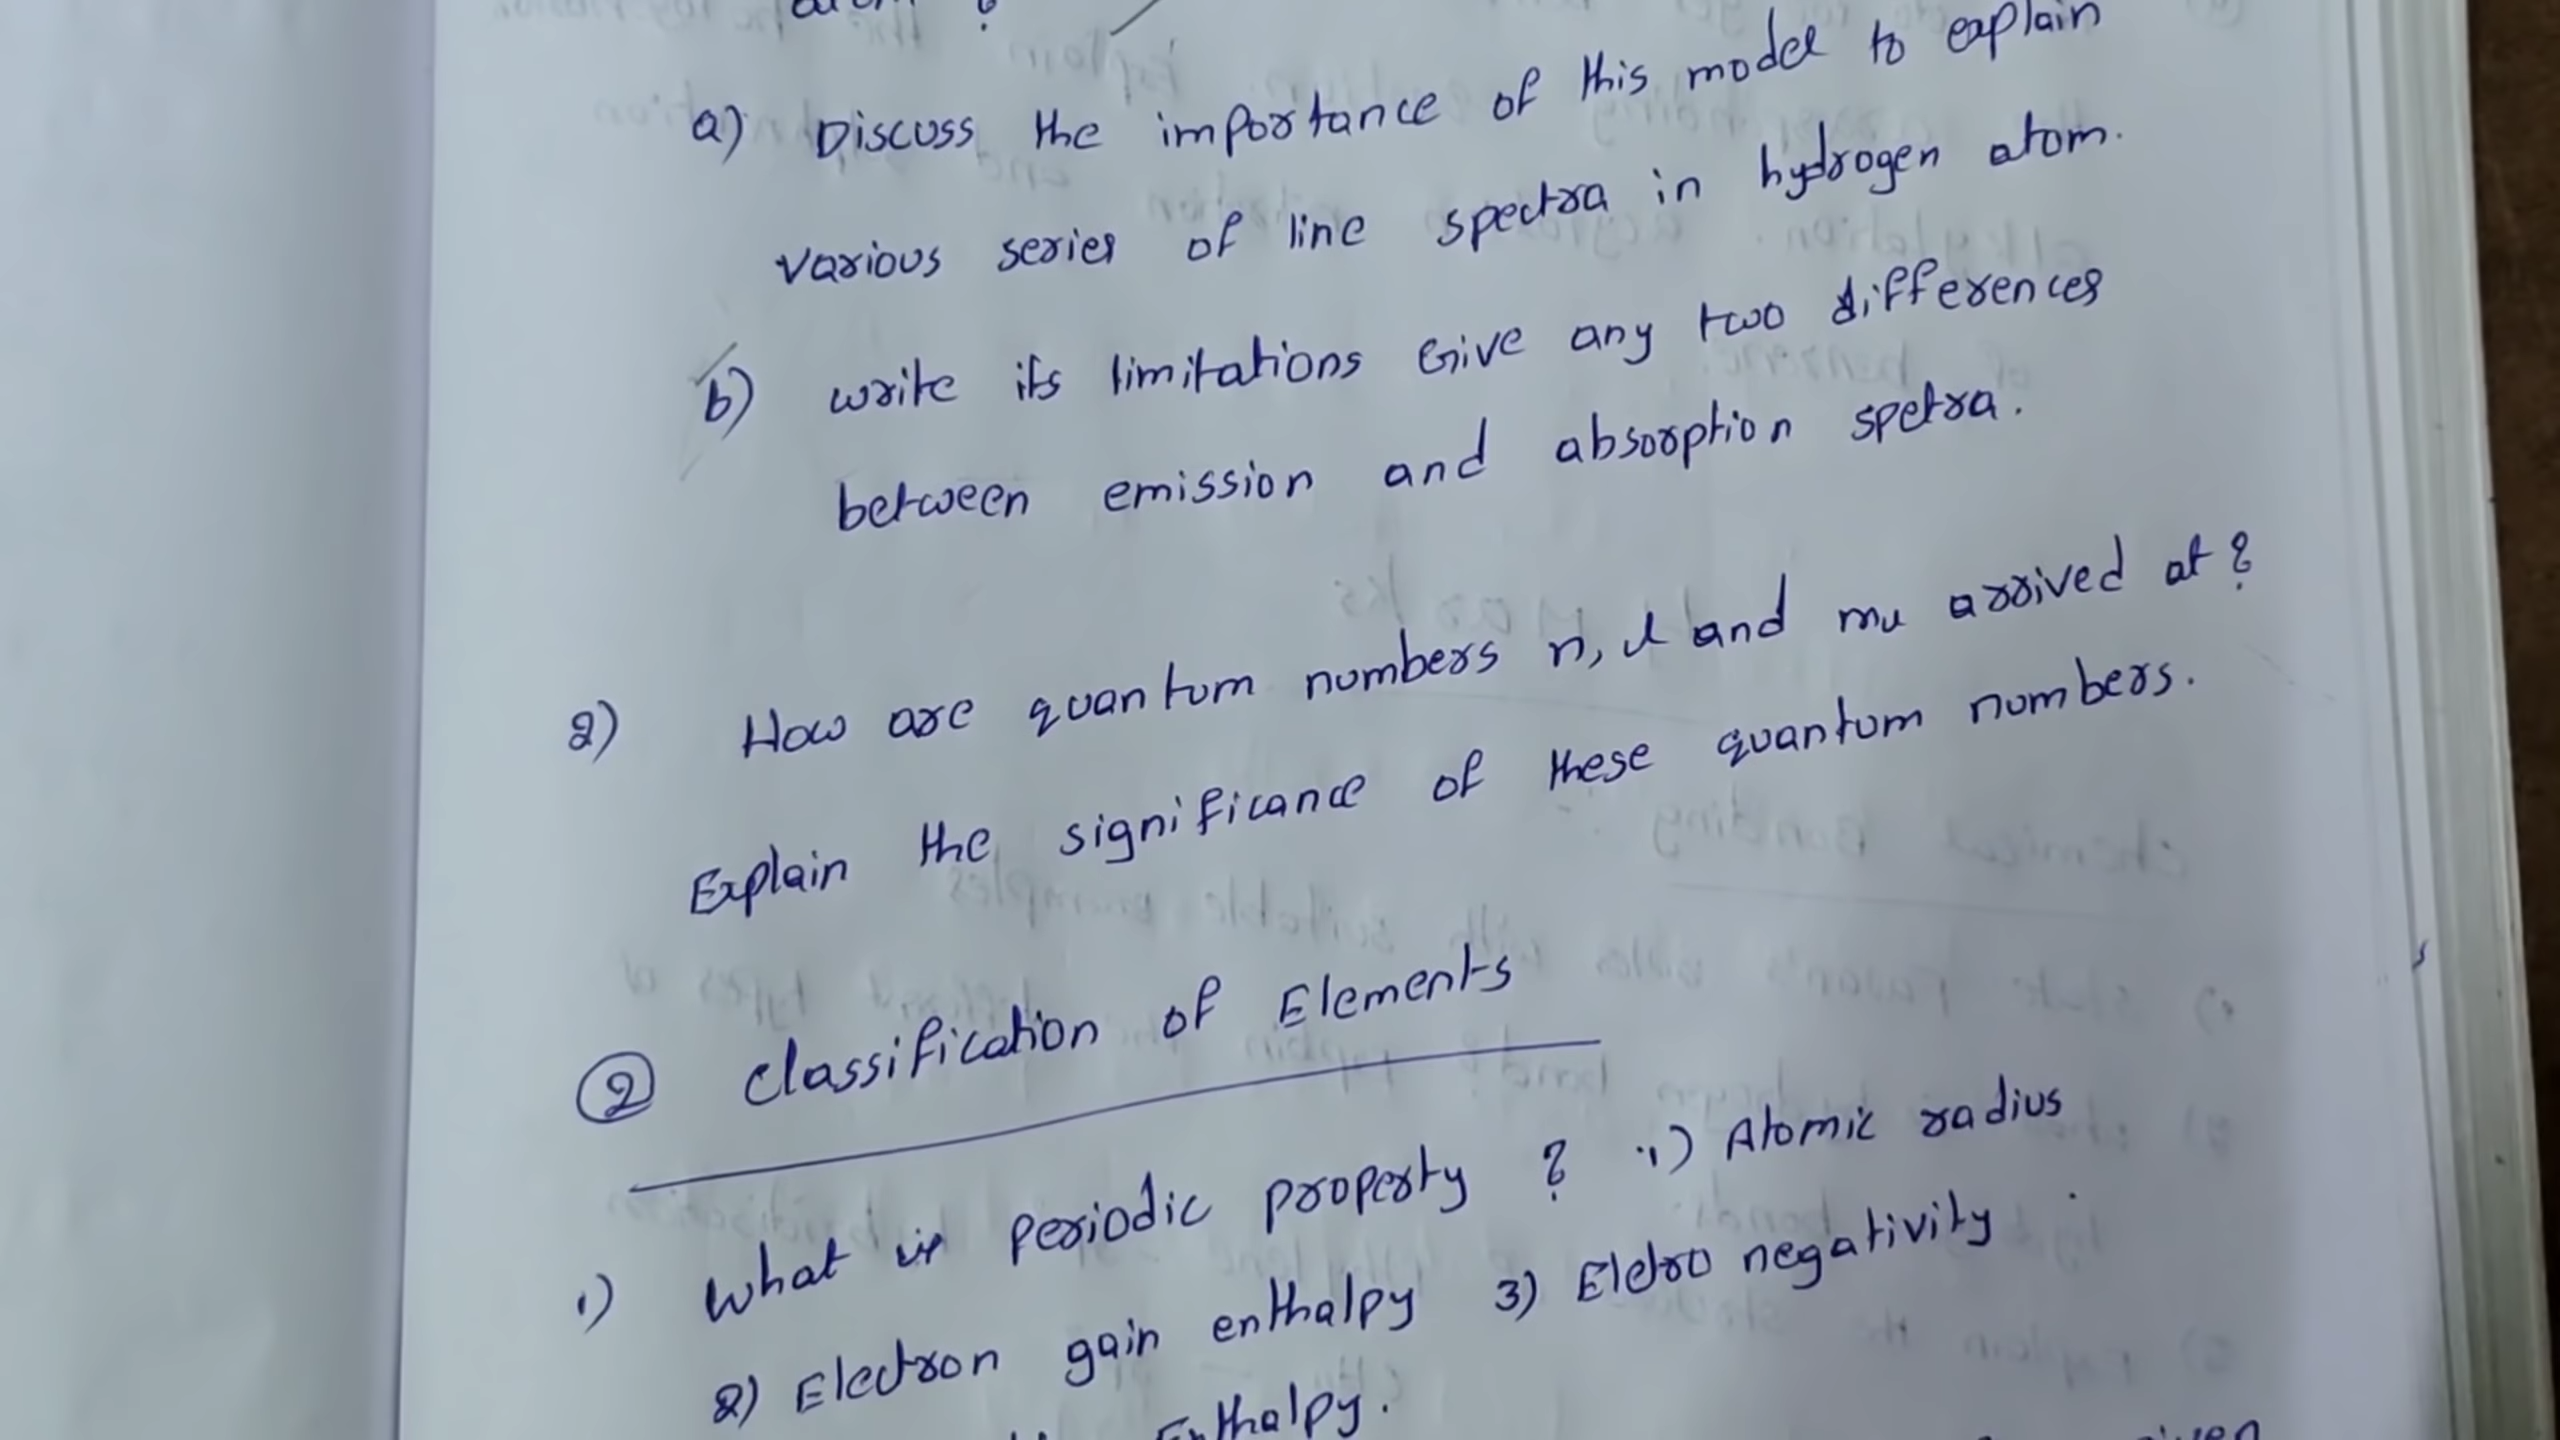 a) Discuss the importance of this model to explain
various series of line spectra in hydrogen atom.
b) write its limitations Give any two differences
between emission and absorption spetra.
2) How are quantum numbers n, l and mu arrived at?
Explain the significance of these quantum numbers.
② Classification of Elements
1) What is periodic property? 1) Atomic radius
2) Electron gain enthalpy 3) Eletro negativity
Enthalpy.